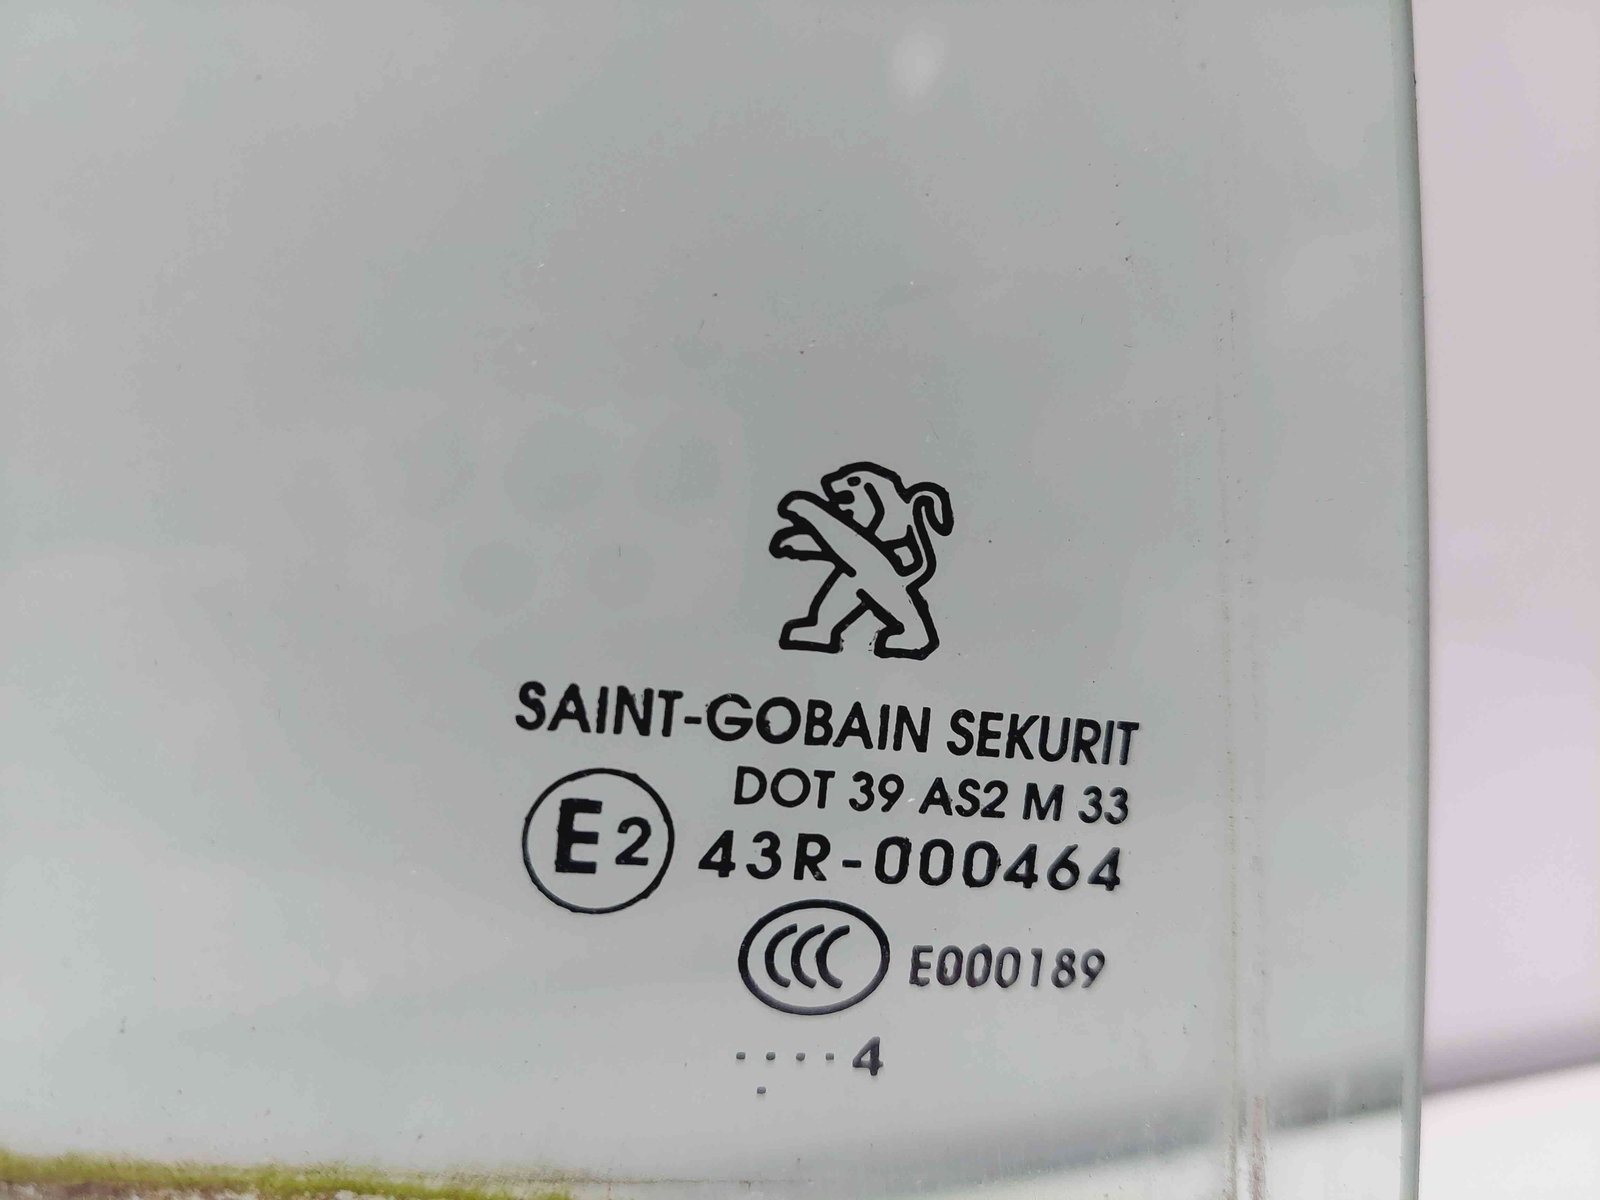 SAINT-GOBAIN SEKURIT
DOT 39 AS2 M 33
E2 43R-000464
CCC E000189
....4
.